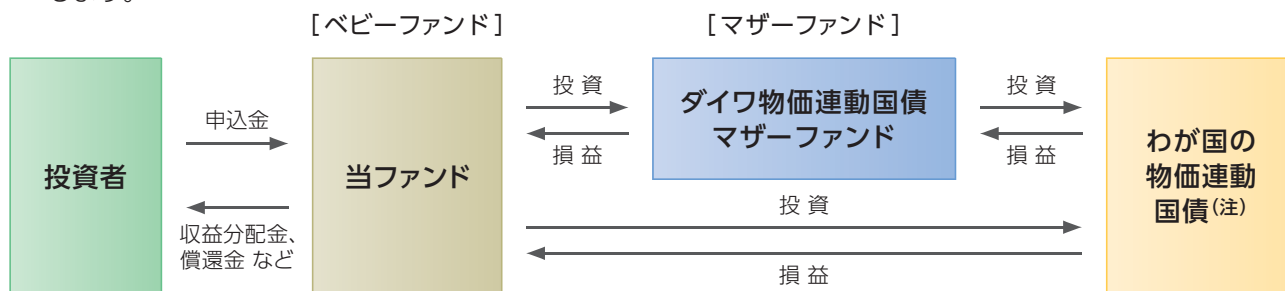 します。
[ベビーファンド]
[マザーファンド]
投資者
申込金
収益分配金、
償還金 など
当ファンド
投 資
損 益
ダイワ物価連動国債
マザーファンド
投 資
損 益
投 資
損 益
わが国の
物価連動
国債(注)